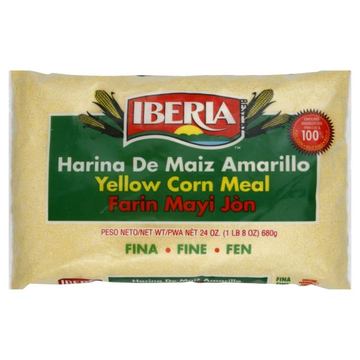 IBERIA
100
Harina De Maiz Amarillo
Yellow Corn Meal
Farin Mayi Jòn
PESO NETO/NET WT/PWA NÈT 24 OZ. (1 LB 8 OZ) 680g
FINA • FINE • FEN
Harina De Maiz Amarillo
FINA
FINE